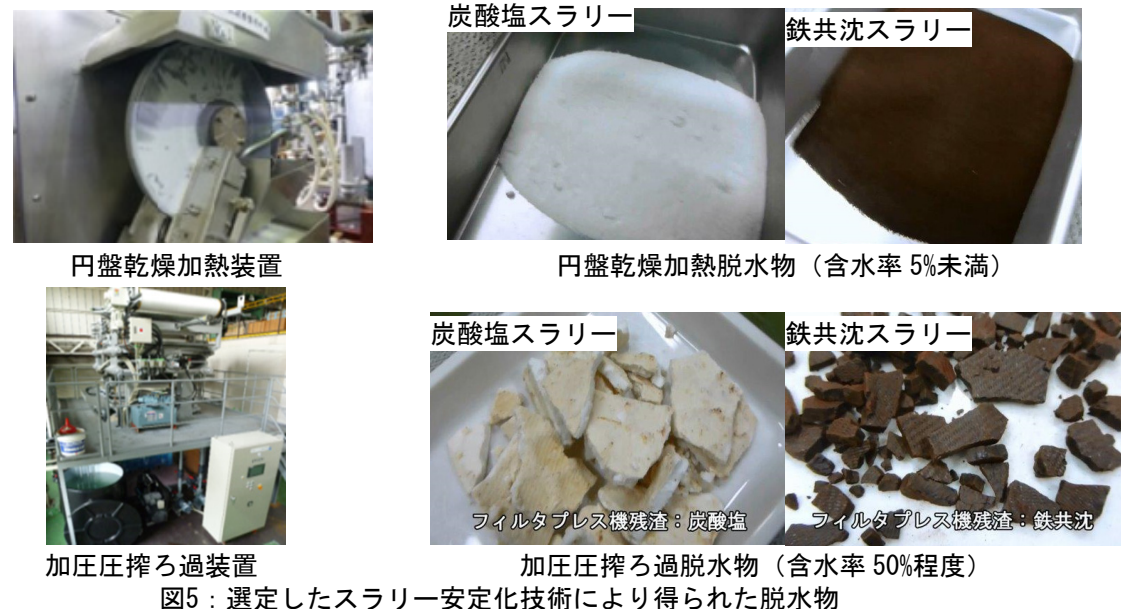 炭酸塩スラリー
鉄共沈スラリー
円盤乾燥加熱装置
円盤乾燥加熱脱水物（含水率 5%未満）
炭酸塩スラリー
鉄共沈スラリー
フィルタプレス機残渣：炭酸塩
フィルタプレス機残渣：鉄共沈
加圧圧搾ろ過装置
加圧圧搾ろ過脱水物（含水率 50%程度）
図5：選定したスラリー安定化技術により得られた脱水物